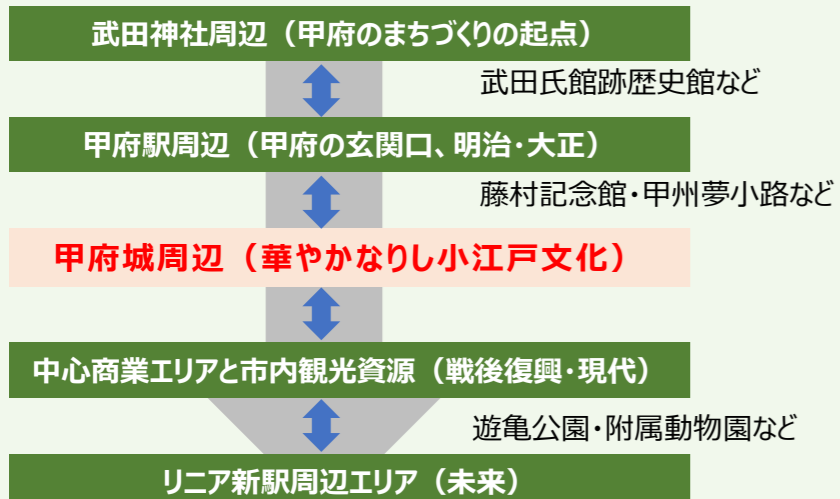 武田神社周辺（甲府のまちづくりの起点）
武田氏館跡歴史館など
甲府駅周辺（甲府の玄関口、明治・大正）
藤村記念館・甲州夢小路など
甲府城周辺（華やかなりし小江戸文化）
中心商業エリアと市内観光資源（戦後復興・現代）
遊亀公園・附属動物園など
リニア新駅周辺エリア（未来）